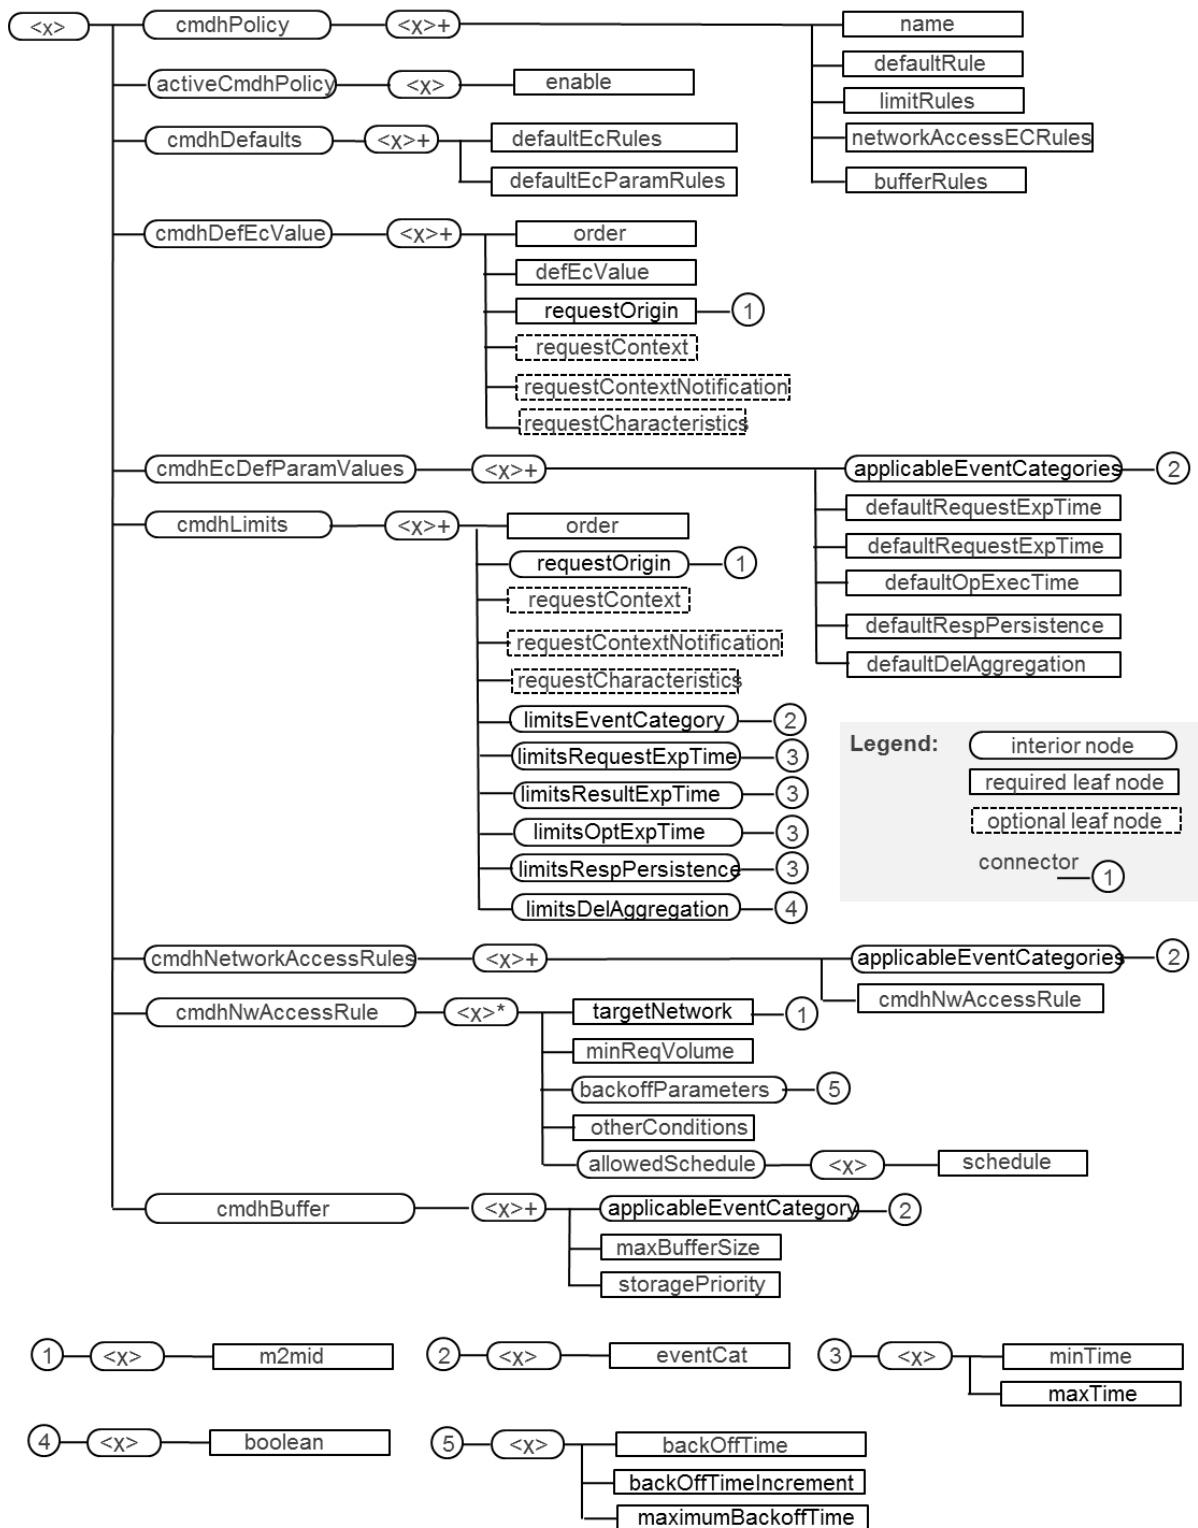 <x>
cmdhPolicy <x>+ name
defaultRule
activeCmdhPolicy <x> enable
limitRules
cmdhDefaults <x>+ defaultEcRules networkAccessECRules
defaultEcParamRules bufferRules
cmdhDefEcValue <x>+ order
defEcValue
requestOrigin 1
requestContext
requestContextNotification
requestCharacteristics
cmdhEcDefParamValues <x>+ applicableEventCategories 2
defaultRequestExpTime
cmdhLimits <x>+ order
defaultRequestExpTime
requestOrigin 1
defaultOpExecTime
requestContext
defaultRespPersistence
requestContextNotification
defaultDelAggregation
requestCharacteristics
limitsEventCategory 2
limitsRequestExpTime 3
limitsResultExpTime 3
limitsOptExpTime 3
limitsRespPersistence 3
limitsDelAggregation 4
Legend: interior node
required leaf node
optional leaf node
connector
1
cmdhNetworkAccessRules <x>+ applicableEventCategories 2
cmdhNwAccessRule
cmdhNwAccessRule <x>* targetNetwork 1
minReqVolume
backoffParameters 5
otherConditions
allowedSchedule <x> schedule
cmdhBuffer <x>+ applicableEventCategory 2
maxBufferSize
storagePriority
1 <x> m2mid
2 <x> eventCat
3 <x> minTime
maxTime
4 <x> boolean
5 <x> backOffTime
backOffTimeIncrement
maximumBackoffTime